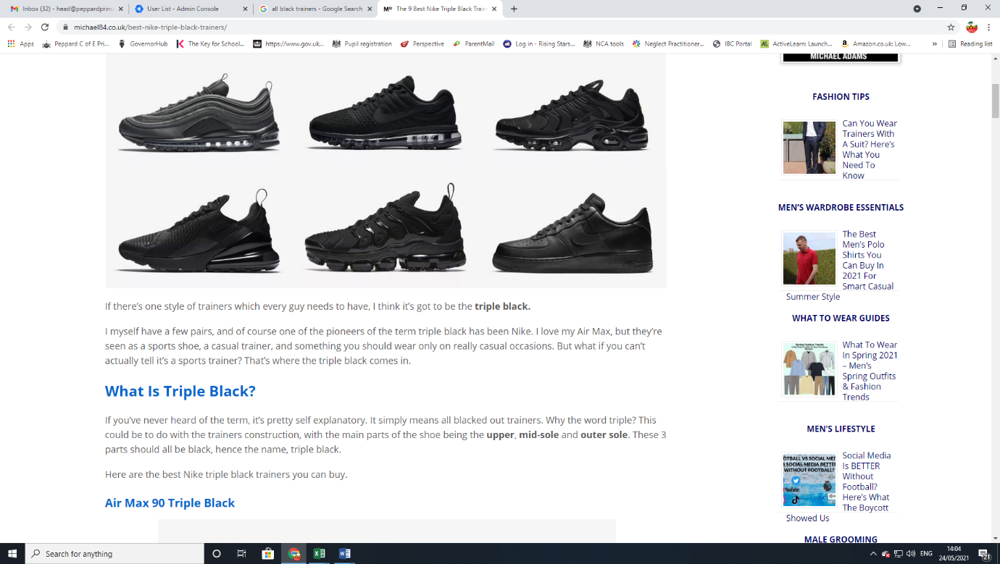 Inbox (32) - head@peppardprim
User List - Admin Console
all black trainers - Google Search
The 9 Best Nike Triple Black Train
michael84.co.uk/best-nike-triple-black-trainers/
Apps
Peppard C of E Pri...
GovernorHub
The Key for School...
https://www.gov.uk...
Pupil registration
Perspective
ParentMail
Log in - Rising Stars...
NCA tools
Neglect Practitioner...
IBC Portal
ActiveLearn: Launch...
Amazon.co.uk: Low...
»
Reading list
MICHAEL ADAMS
If there's one style of trainers which every guy needs to have, I think it's got to be the triple black.
I myself have a few pairs, and of course one of the pioneers of the term triple black has been Nike. I love my Air Max, but they're
seen as a sports shoe, a casual trainer, and something you should wear only on really casual occasions. But what if you can't
actually tell it's a sports trainer? That's where the triple black comes in.
What Is Triple Black?
If you've never heard of the term, it's pretty self explanatory. It simply means all blacked out trainers. Why the word triple? This
could be to do with the trainers construction, with the main parts of the shoe being the upper, mid-sole and outer sole. These 3
parts should all be black, hence the name, triple black.
Here are the best Nike triple black trainers you can buy.
Air Max 90 Triple Black
FASHION TIPS
Can You Wear
Trainers With
A Suit? Here's
What You
Need To
Know
MEN'S WARDROBE ESSENTIALS
The Best
Men's Polo
Shirts You
Can Buy In
2021 For
Smart Casual
Summer Style
WHAT TO WEAR GUIDES
Spring Fashion Trends
What To Wear
In Spring 2021
– Men's
Spring Outfits
& Fashion
Trends
MEN'S LIFESTYLE
OTBALL VS SOCIAL MED
S SOCIAL MEDIA BETTER
WITHOUT FOOTBALL?
YouTube
Social Media
Is BETTER
Without
Football?
Here's What
The Boycott
Showed Us
MALE GROOMING
Search for anything
ENG
14:04
24/05/2021
21